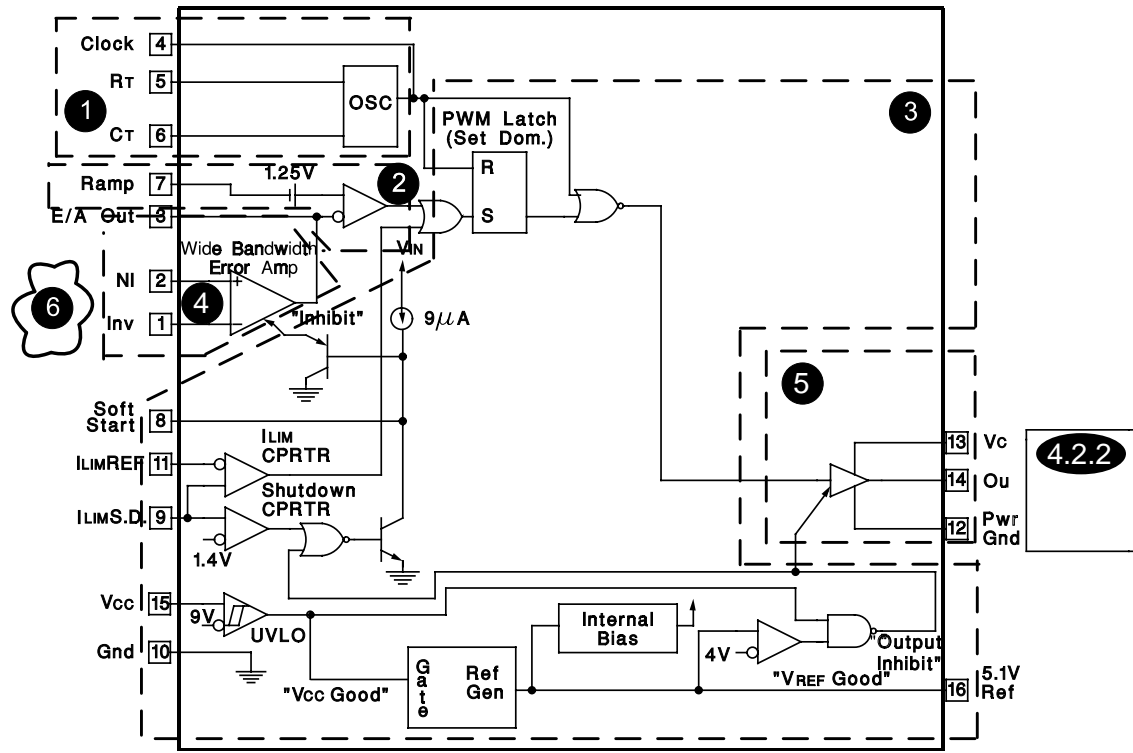 Clock 4
RT 5
OSC
1
CT 6
3
PWM Latch
(Set Dom.)
R
S
Ramp 7
1.25V
2
E/A Out 3
Wide Bandwidth
Error Amp
VIN
NI 2
+
6
4
Inv 1
−
"Inhibit"
9μA
5
Soft
Start 8
ILIM
CPRTR
ILIMREF 11
Shutdown
CPRTR
ILIMS.D. 9
1.4V
13 Vc
14 Ou
12 Pwr
Gnd
4.2.2
Vcc 15
9V
UVLO
Gnd 10
"Vcc Good"
Gate
Ref
Gen
Internal
Bias
4V
"VREF Good"
"Output
Inhibit"
16 5.1V
Ref